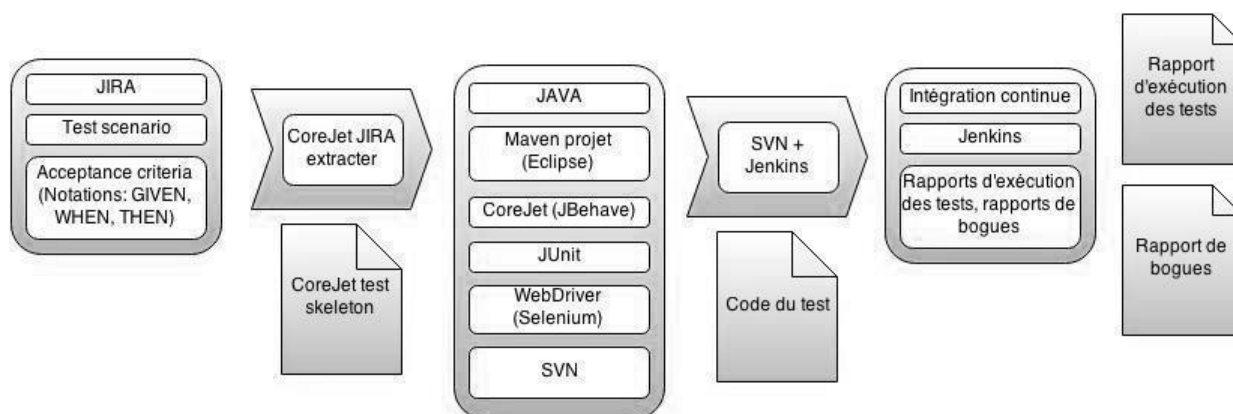 JIRA
Test scenario
Acceptance criteria
(Notations: GIVEN,
WHEN, THEN)
CoreJet JIRA
extracter
CoreJet test
skeleton
JAVA
Maven projet
(Eclipse)
CoreJet (JBehave)
JUnit
WebDriver
(Selenium)
SVN
SVN +
Jenkins
Code du test
Intégration continue
Jenkins
Rapports d'exécution
des tests, rapports de
bogues
Rapport
d'exécution
des tests
Rapport de
bogues